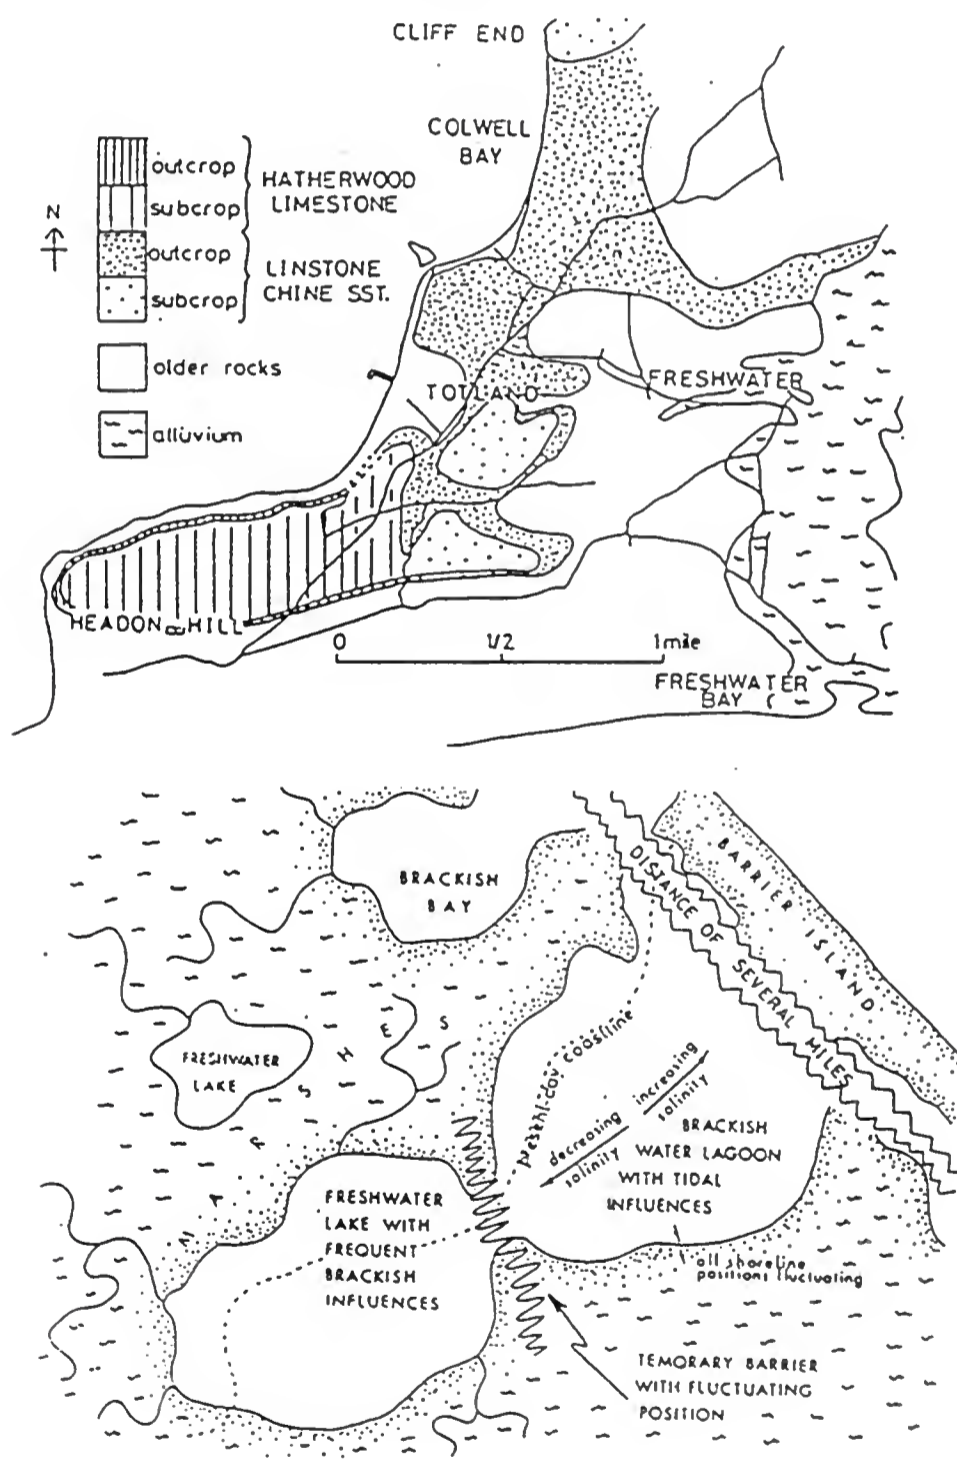 CLIFF END
COLWELL
BAY
N
outcrop
subcrop
HATHERWOOD
LIMESTONE
outcrop
subcrop
LINSTONE
CHINE SST.
older rocks
alluvium
TOTLAND
FRESHWATER
HEADON HILL
0 1/2 1mile
FRESHWATER
BAY
BRACKISH
BAY
BARRIER ISLAND
DISTANCE OF SEVERAL MILES
FRESHWATER
LAKE
MARSHES
present-day coastline
increasing
salinity
decreasing
salinity
BRACKISH
WATER LAGOON
WITH TIDAL
INFLUENCES
FRESHWATER
LAKE WITH
FREQUENT
BRACKISH
INFLUENCES
all shoreline
positions fluctuating
TEMORARY BARRIER
WITH FLUCTUATING
POSITION